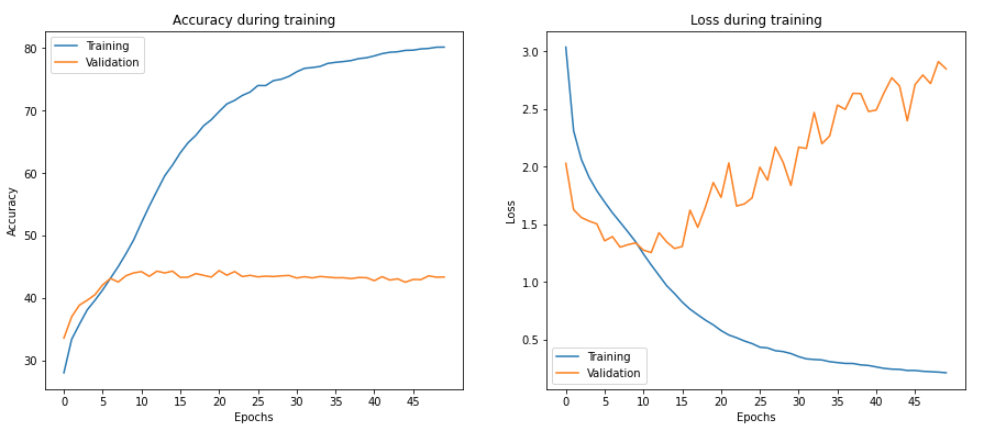 Accuracy during training
Training
Validation
80
70
60
50
40
30
Accuracy
0 5 10 15 20 25 30 35 40 45
Epochs
Loss during training
3.0
2.5
2.0
1.5
1.0
0.5
Loss
Training
Validation
0 5 10 15 20 25 30 35 40 45
Epochs